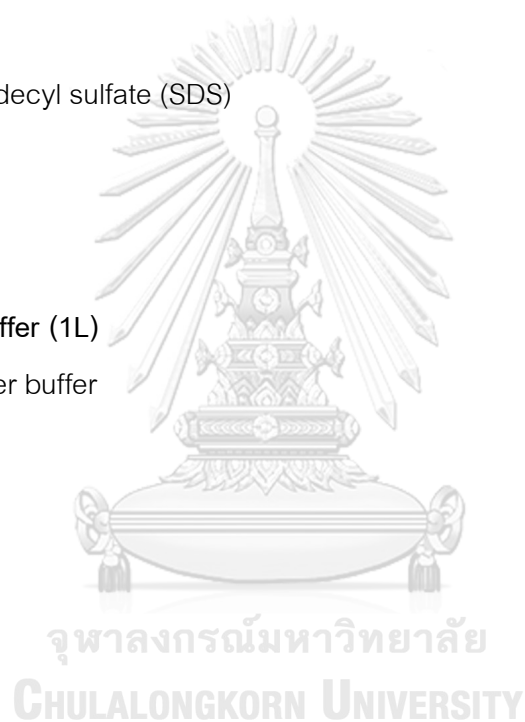 decyl sulfate (SDS)
ffer (1L)
er buffer
จุฬาลงกรณ์มหาวิทยาลัย
CHULALONGKORN UNIVERSITY